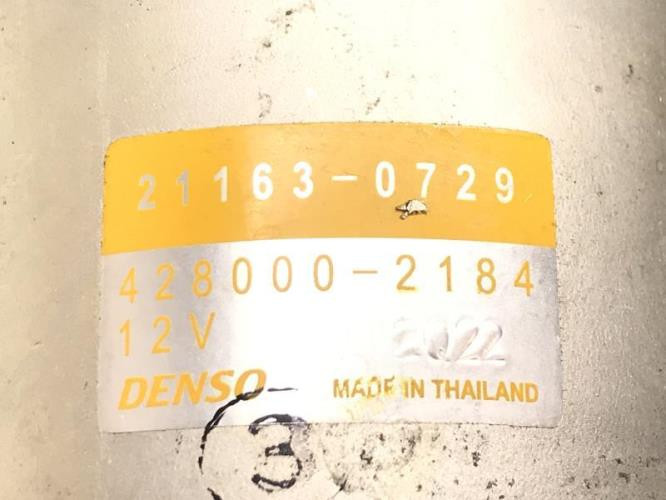 21163-0729
428000-2184
12V 2022
DENSO MADE IN THAILAND
3